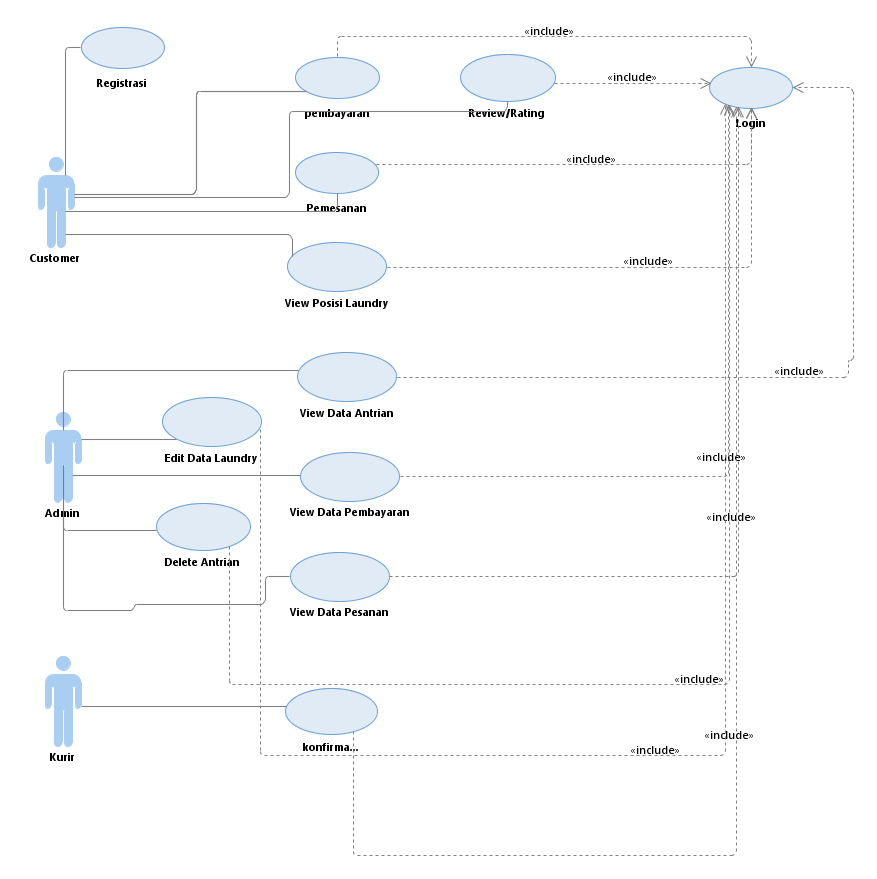 «include»
Registrasi
pembayaran
Review/Rating
«include»
Login
«include»
Pemesanan
Customer
«include»
View Posisi Laundry
«include»
View Data Antrian
Edit Data Laundry
«include»
Admin
View Data Pembayaran
«include»
Delete Antrian
View Data Pesanan
«include»
Kurir
konfirma...
«include»
«include»